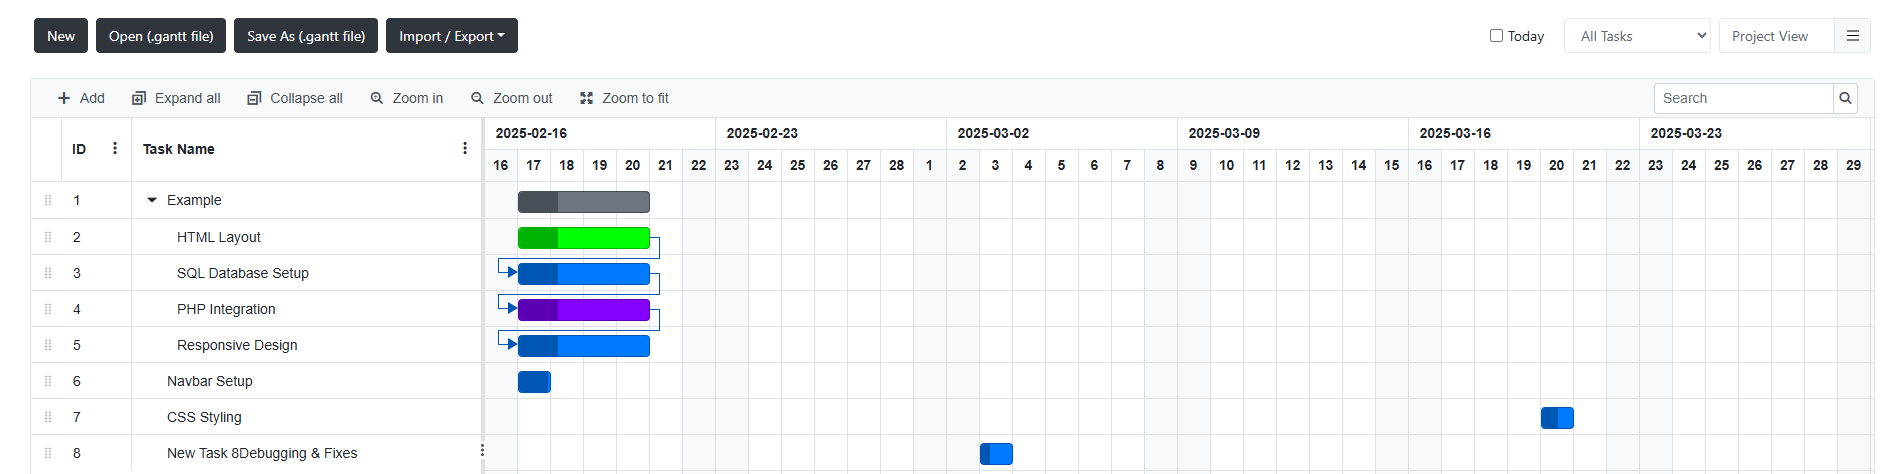 New Open (.gantt file) Save As (.gantt file) Import / Export Today All Tasks Project View
Add Expand all Collapse all Zoom in Zoom out Zoom to fit Search
ID Task Name 2025-02-16 2025-02-23 2025-03-02 2025-03-09 2025-03-16 2025-03-23
16 17 18 19 20 21 22 23 24 25 26 27 28 1 2 3 4 5 6 7 8 9 10 11 12 13 14 15 16 17 18 19 20 21 22 23 24 25 26 27 28 29
1 Example
2 HTML Layout
3 SQL Database Setup
4 PHP Integration
5 Responsive Design
6 Navbar Setup
7 CSS Styling
8 New Task 8Debugging & Fixes